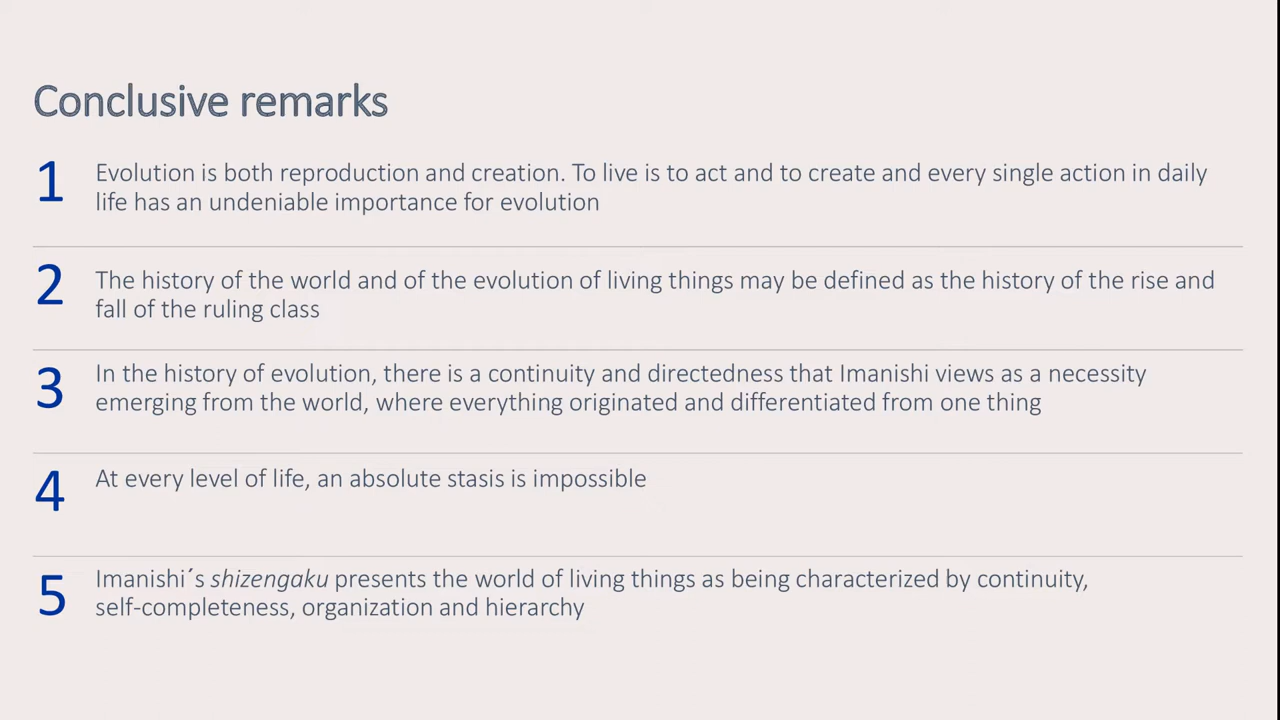 Conclusive remarks
1
Evolution is both reproduction and creation. To live is to act and to create and every single action in daily
life has an undeniable importance for evolution
2
The history of the world and of the evolution of living things may be defined as the history of the rise and
fall of the ruling class
3
In the history of evolution, there is a continuity and directedness that Imanishi views as a necessity
emerging from the world, where everything originated and differentiated from one thing
4
At every level of life, an absolute stasis is impossible
5
Imanishi´s shizengaku presents the world of living things as being characterized by continuity,
self-completeness, organization and hierarchy